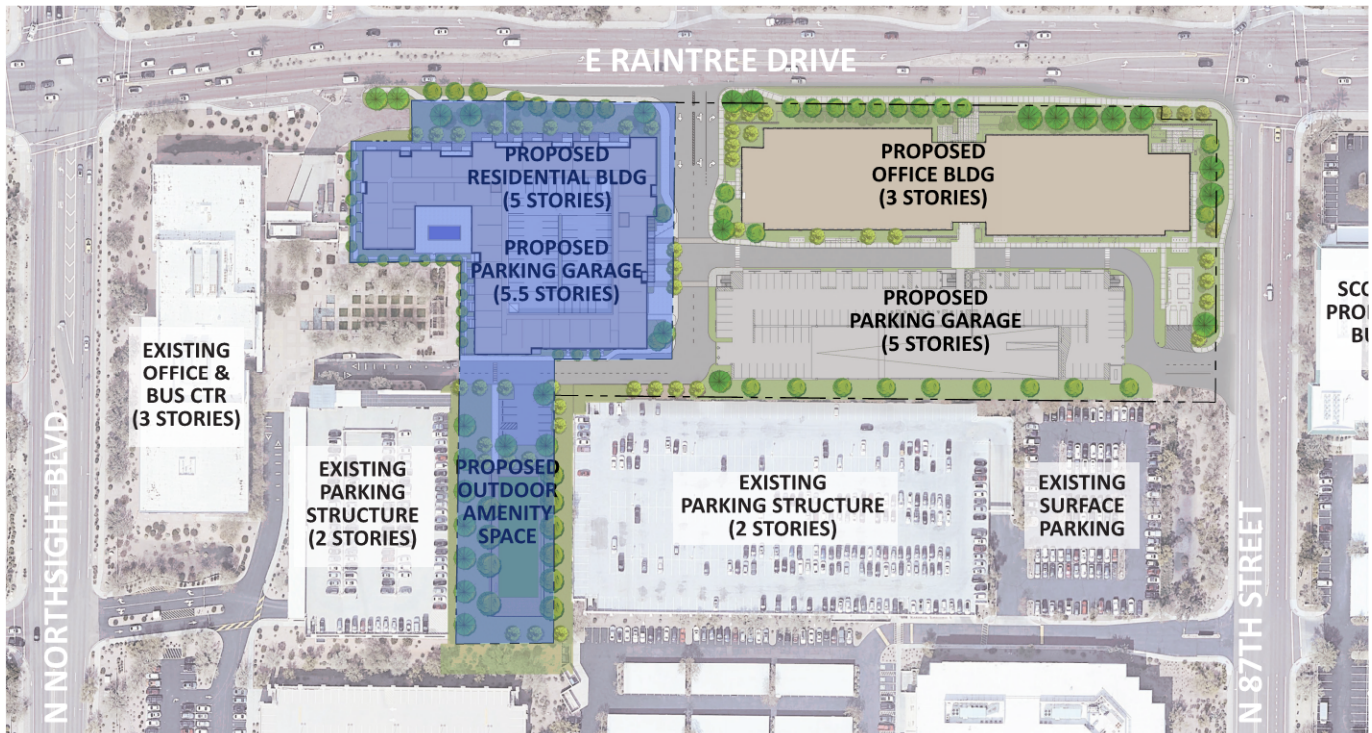 E RAINTREE DRIVE
PROPOSED
RESIDENTIAL BLDG
(5 STORIES)
PROPOSED
PARKING GARAGE
(5.5 STORIES)
PROPOSED
OFFICE BLDG
(3 STORIES)
PROPOSED
PARKING GARAGE
(5 STORIES)
EXISTING
OFFICE &
BUS CTR
(3 STORIES)
EXISTING
PARKING
STRUCTURE
(2 STORIES)
PROPOSED
OUTDOOR
AMENITY
SPACE
EXISTING
PARKING STRUCTURE
(2 STORIES)
EXISTING
SURFACE
PARKING
N NORTHSIGHT BLVD
N 87TH STREET